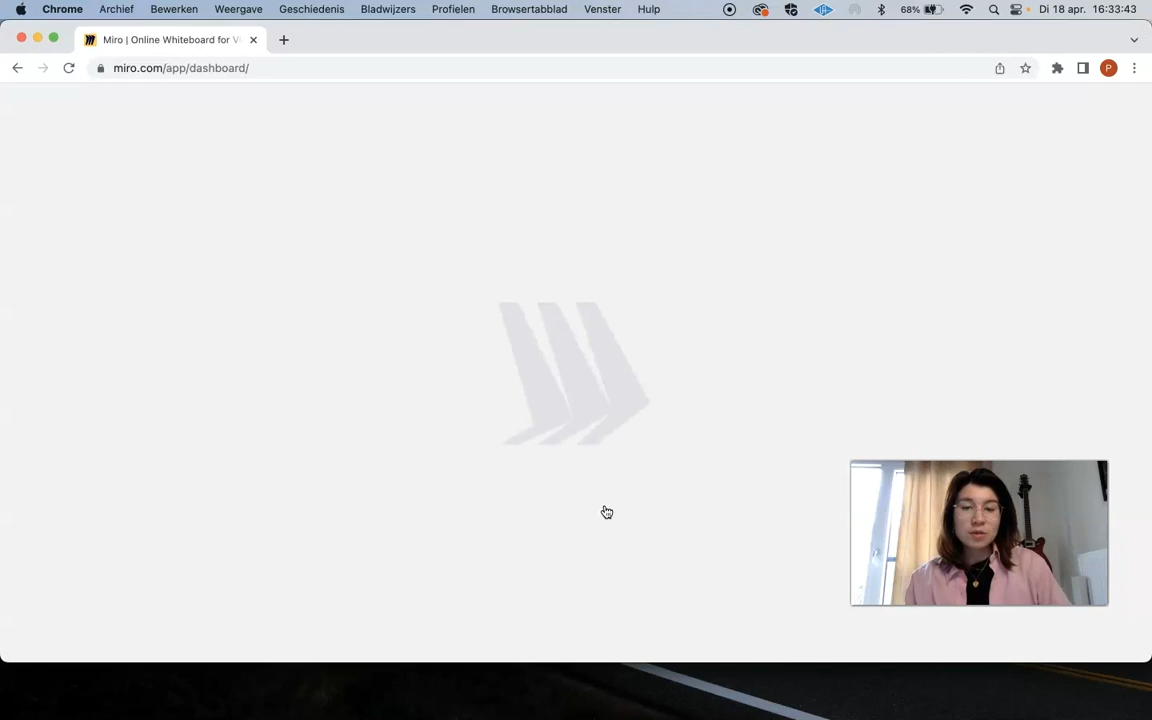 Chrome Archief Bewerken Weergave Geschiedenis Bladwijzers Profielen Browsertabblad Venster Hulp 68% Di 18 apr. 16:33:43
Miro | Online Whiteboard for Vi
miro.com/app/dashboard/
P